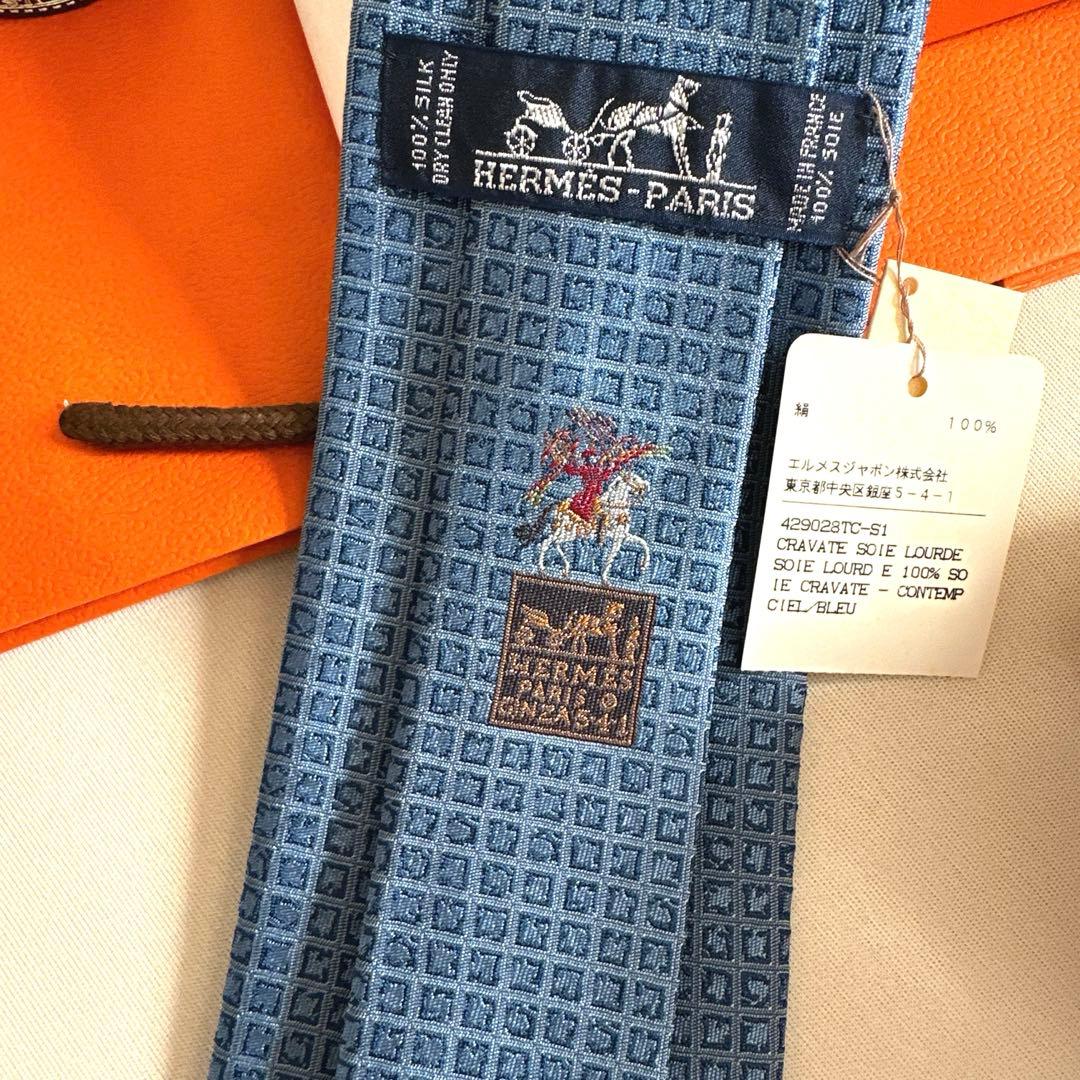 100% SILK
DRY CLEAN ONLY
HERMÈS-PARIS
MADE IN FRANCE
100% SOIE
HERMES
PARIS ®
GINZA 5-4-1
絹
100%
エルメスジャポン株式会社
東京都中央区銀座5-4-1
429028TC-S1
CRAVATE SOIE LOURDE
SOIE LOURD E 100% SO
IE CRAVATE - CONTEMP
CIEL/BLEU